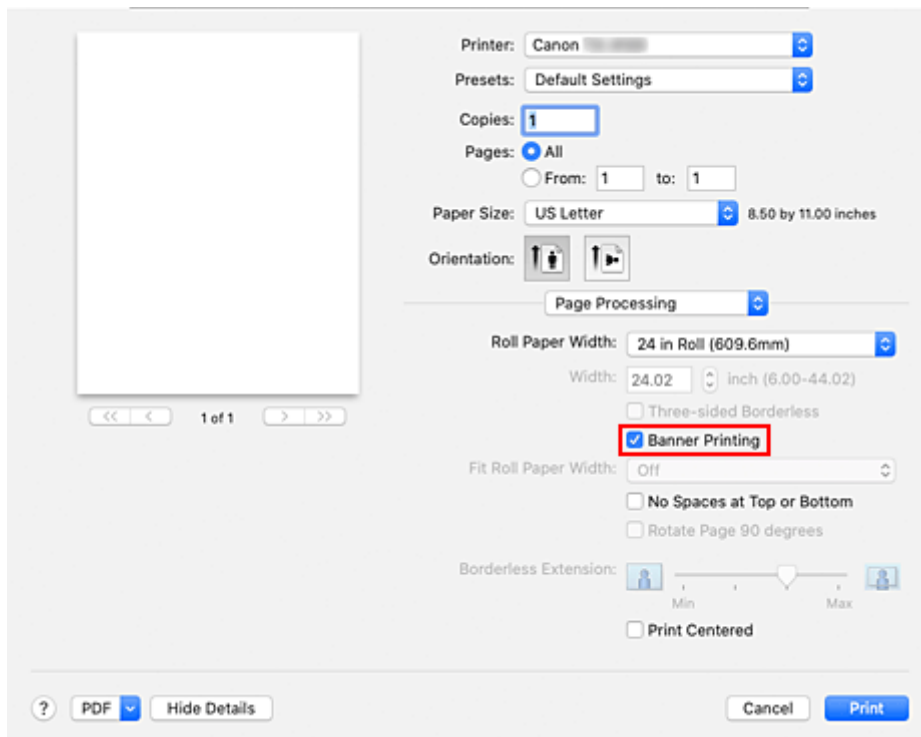 Printer: Canon
Presets: Default Settings
Copies: 1
Pages: All
From: 1 to: 1
Paper Size: US Letter 8.50 by 11.00 inches
Orientation:
Page Processing
Roll Paper Width: 24 in Roll (609.6mm)
Width: 24.02 inch (6.00-44.02)
Three-sided Borderless
<< < 1 of 1 > >>
Banner Printing
Fit Roll Paper Width: Off
No Spaces at Top or Bottom
Rotate Page 90 degrees
Borderless Extension:
Min Max
Print Centered
? PDF Hide Details Cancel Print